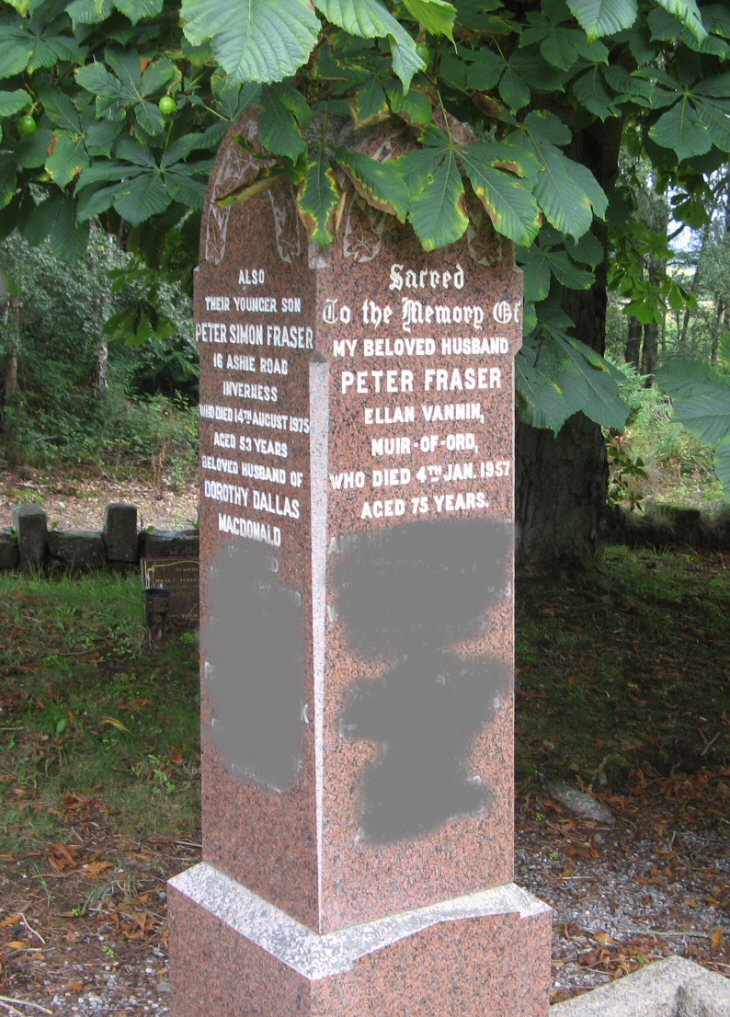 ALSO
THEIR YOUNGER SON
PETER SIMON FRASER
16 ASHIE ROAD
INVERNESS
WHO DIED 14TH AUGUST 1975
AGED 53 YEARS
BELOVED HUSBAND OF
DOROTHY DALLAS
MACDONALD
Sacred
To the Memory Of
MY BELOVED HUSBAND
PETER FRASER
ELLAN VANNIN,
MUIR-OF-ORD,
WHO DIED 4TH JAN. 1957
AGED 75 YEARS.